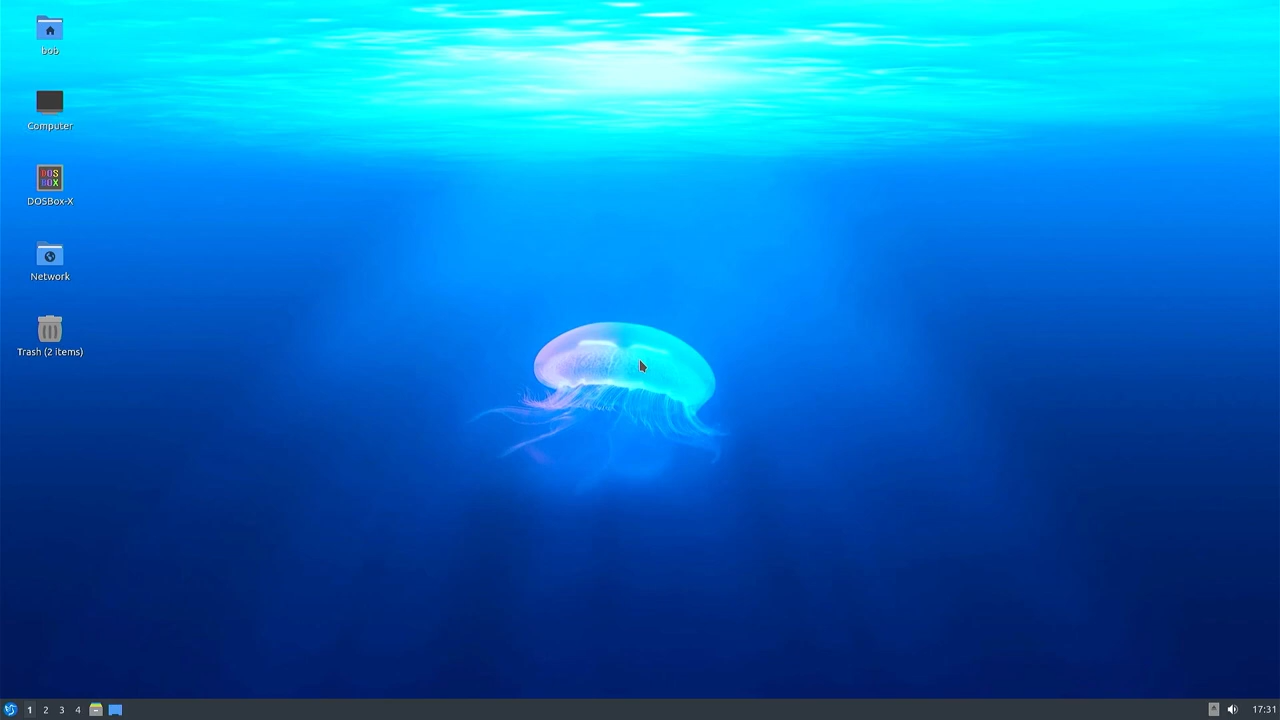 bob
Computer
DOS
BOX
DOSBox-X
Network
Trash (2 items)
1 2 3 4
17:31